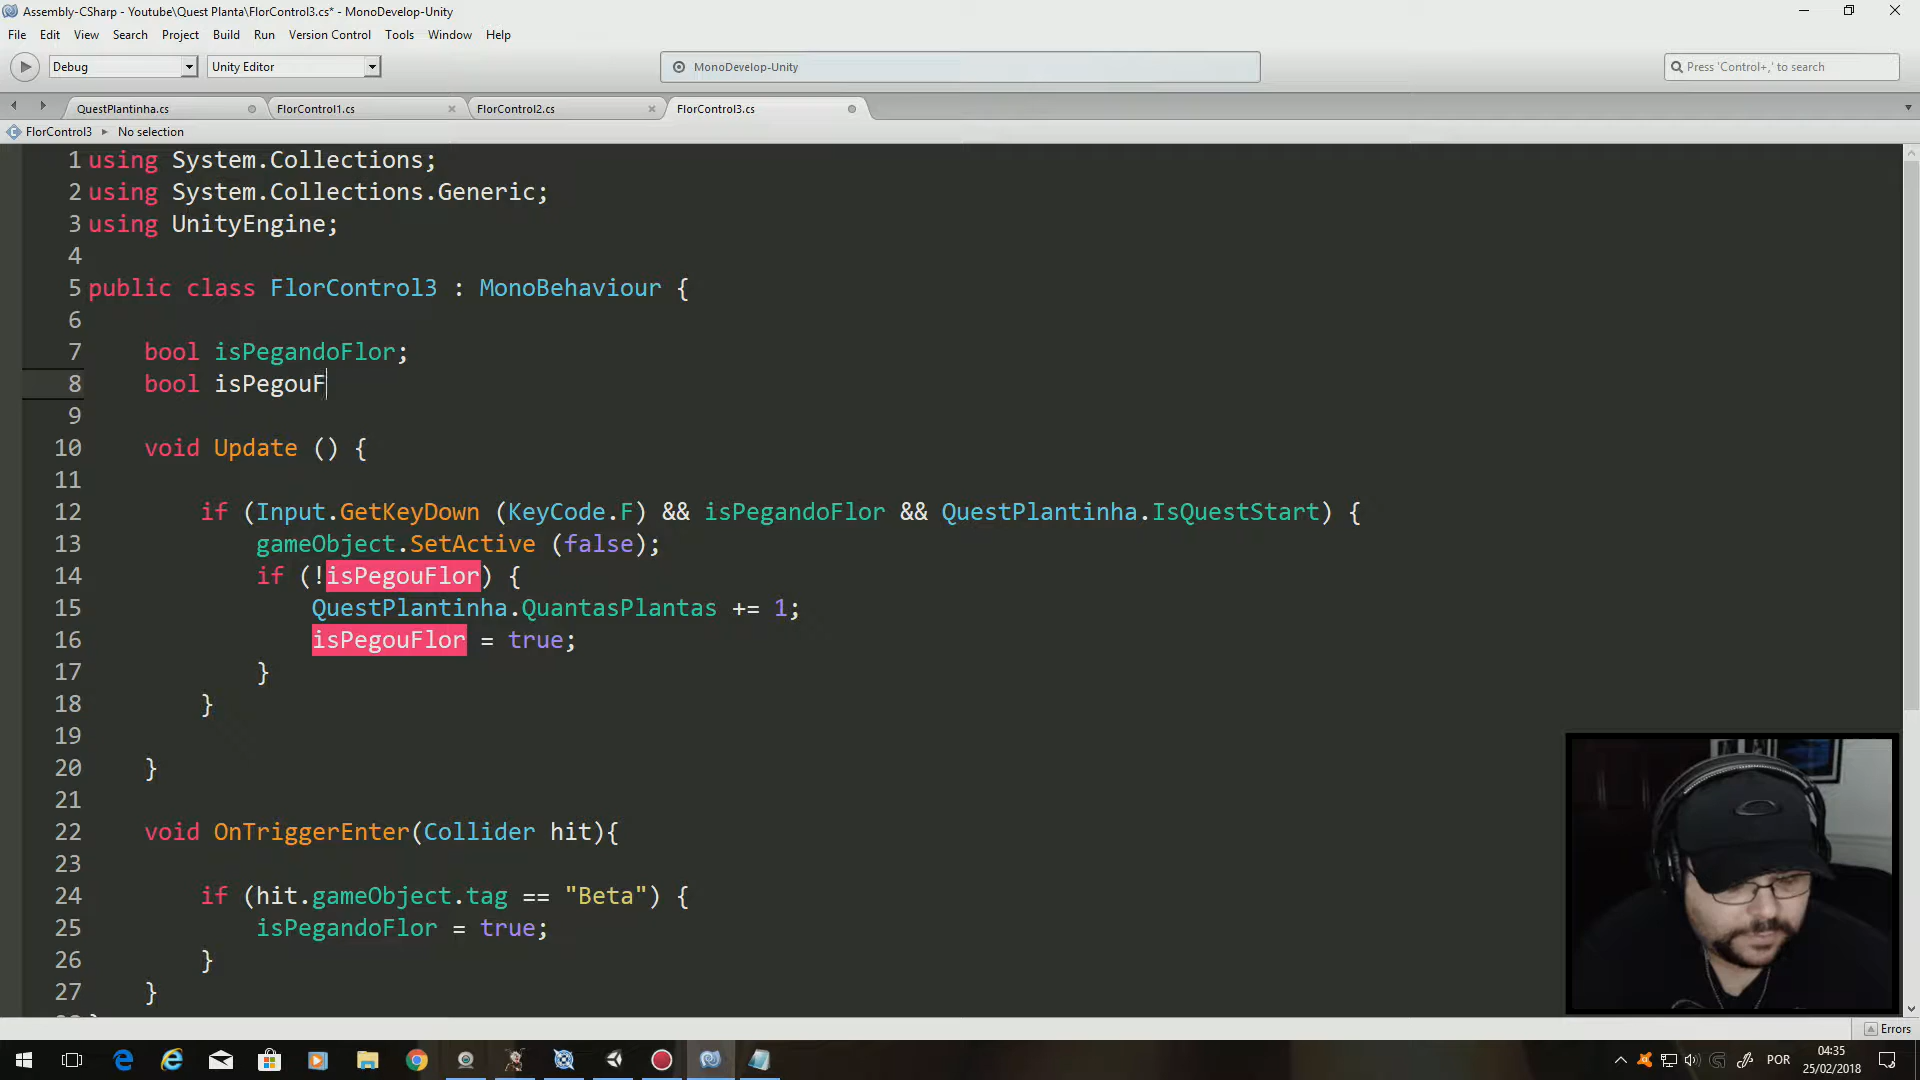 Assembly-CSharp - Youtube\Quest Planta\FlorControl3.cs* - MonoDevelop-Unity
File Edit View Search Project Build Run Version Control Tools Window Help
Debug Unity Editor MonoDevelop-Unity Press 'Control+,' to search
QuestPlantinha.cs FlorControl1.cs FlorControl2.cs FlorControl3.cs
FlorControl3 No selection
1 using System.Collections;
2 using System.Collections.Generic;
3 using UnityEngine;
4
5 public class FlorControl3 : MonoBehaviour {
6
7 bool isPegandoFlor;
8 bool isPegouF
9
10 void Update () {
11
12 if (Input.GetKeyDown (KeyCode.F) && isPegandoFlor && QuestPlantinha.IsQuestStart) {
13 gameObject.SetActive (false);
14 if (!isPegouFlor) {
15 QuestPlantinha.QuantasPlantas += 1;
16 isPegouFlor = true;
17 }
18 }
19
20 }
21
22 void OnTriggerEnter(Collider hit){
23
24 if (hit.gameObject.tag == "Beta") {
25 isPegandoFlor = true;
26 }
27 }
Errors
POR 04:35
25/02/2018